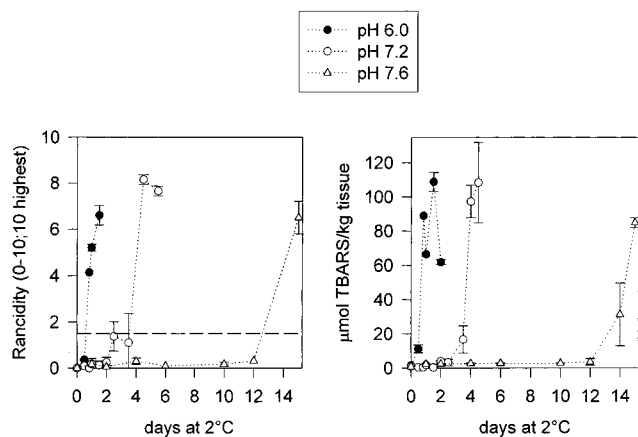 pH 6.0
pH 7.2
pH 7.6
Rancidity (0-10;10 highest)
10
8
6
4
2
0
0 2 4 6 8 10 12 14
days at 2°C
µmol TBARS/kg tissue
120
100
80
60
40
20
0
0 2 4 6 8 10 12 14
days at 2°C